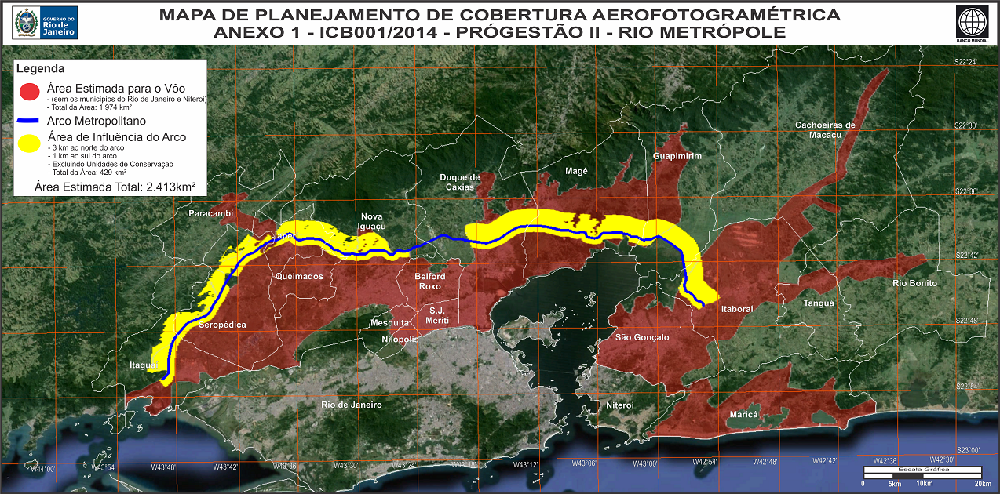 GOVERNO DO
Rio de
Janeiro
MAPA DE PLANEJAMENTO DE COBERTURA AEROFOTOGRAMÉTRICA
ANEXO 1 - ICB001/2014 - PRÓGESTÃO II - RIO METRÓPOLE
BANCO MUNDIAL
Legenda
Área Estimada para o Vôo
- (sem os municípios do Rio de Janeiro e Niteroi)
- Total da Área: 1.974 km²
Arco Metropolitano
Área de Influência do Arco
- 3 km ao norte do arco
- 1 km ao sul do arco
- Excluindo Unidades de Conservação
- Total da Área: 429 km²
Área Estimada Total: 2.413km²
S22°24'
S22°30'
S22°36'
S22°42'
S22°48'
S22°54'
S23°00'
Cachoeiras de
Macacu
Guapimirim
Magé
Duque de
Caxias
Paracambi
Nova
Iguaçu
Japeri
Queimados
Belford
Roxo
Rio Bonito
Tanguá
Itaboraí
S.J.
Meriti
Mesquita
Seropédica
Nilópolis
São Gonçalo
Itaguaí
Rio de Janeiro
Niteroi
Maricá
W44°00'
W43°54'
W43°48'
W43°42'
W43°36'
W43°30'
W43°24'
W43°18'
W43°12'
W43°06'
W43°00'
W42°54'
W42°48'
W42°42'
W42°36'
W42°30'
Escala Gráfica
0 5km 10km 20km